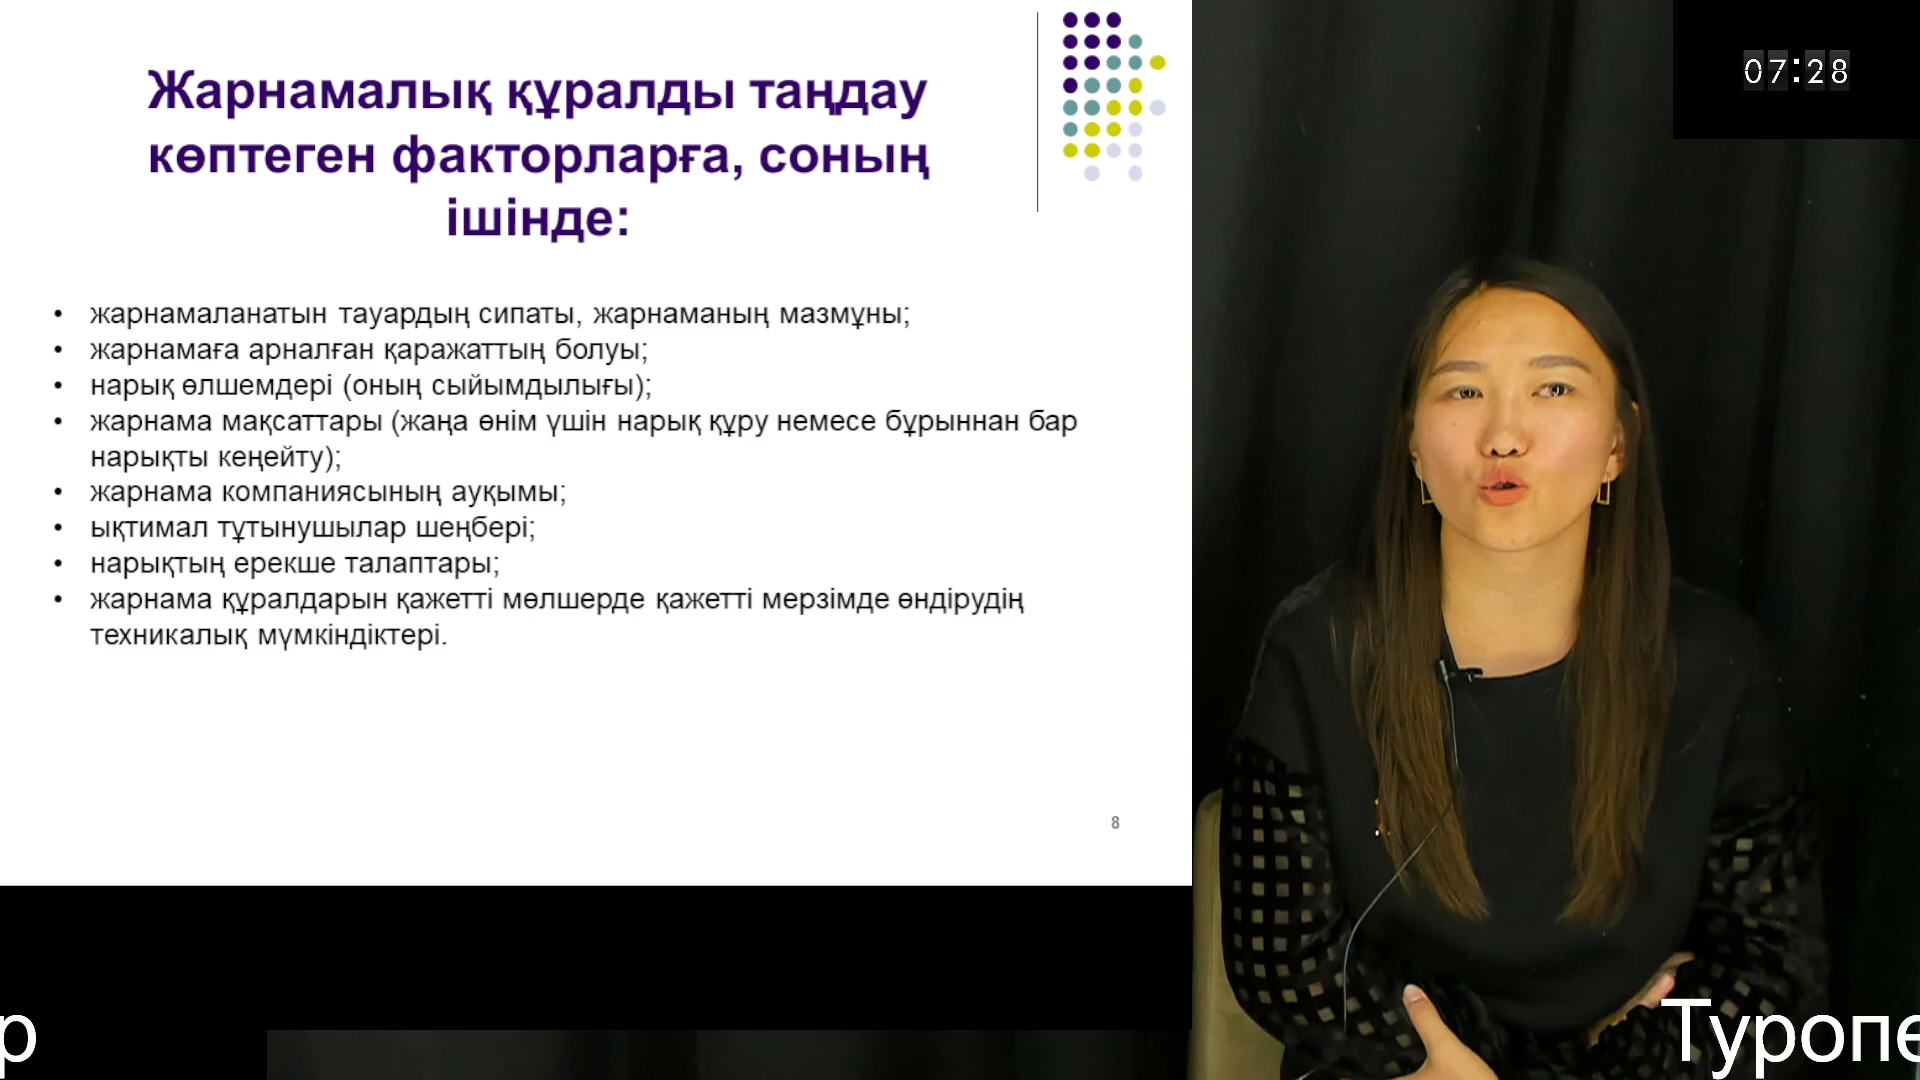 Жарнамалық құралды таңдау
көптеген факторларға, соның
ішінде:
• жарнамаланатын тауардың сипаты, жарнаманың мазмұны;
• жарнамаға арналған қаражаттың болуы;
• нарық өлшемдері (оның сыйымдылығы);
• жарнама мақсаттары (жаңа өнім үшін нарық құру немесе бұрыннан бар
нарықты кеңейту);
• жарнама компаниясының ауқымы;
• ықтимал тұтынушылар шеңбері;
• нарықтың ерекше талаптары;
• жарнама құралдарын қажетті мөлшерде қажетті мерзімде өндірудің
техникалық мүмкіндіктері.
8
07:28